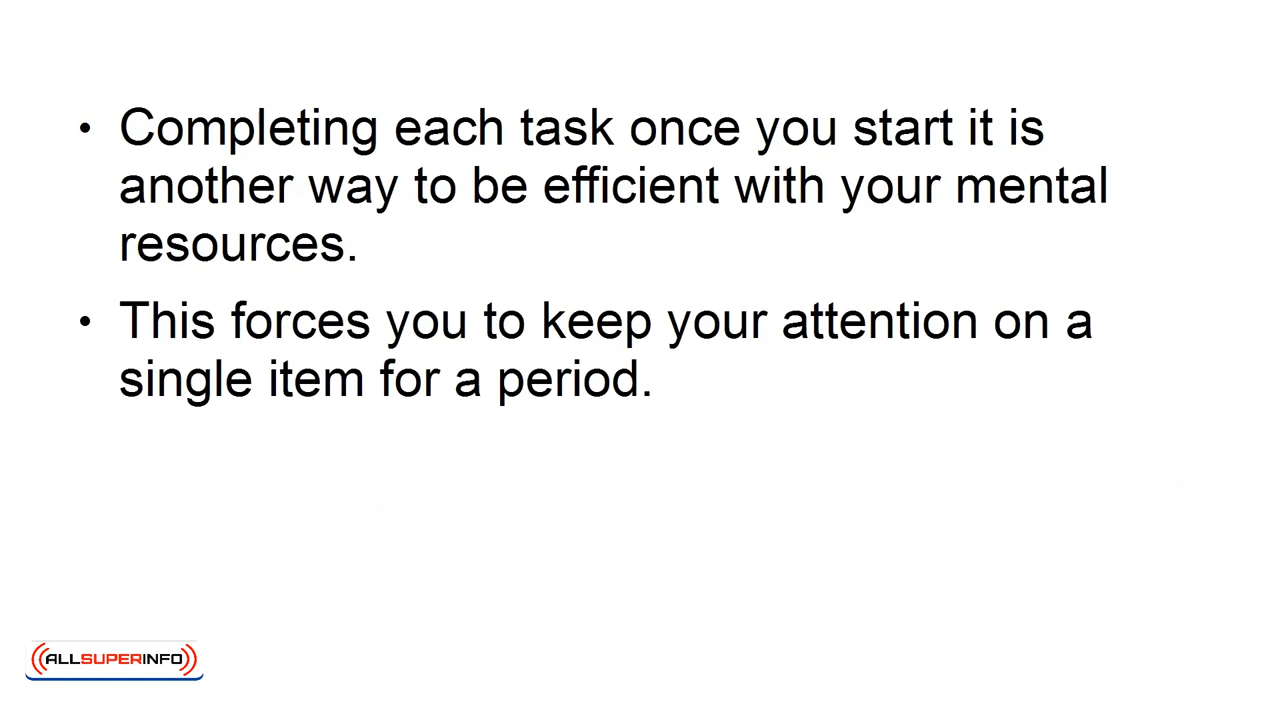 • Completing each task once you start it is
another way to be efficient with your mental
resources.
• This forces you to keep your attention on a
single item for a period.
ALLSUPERINFO